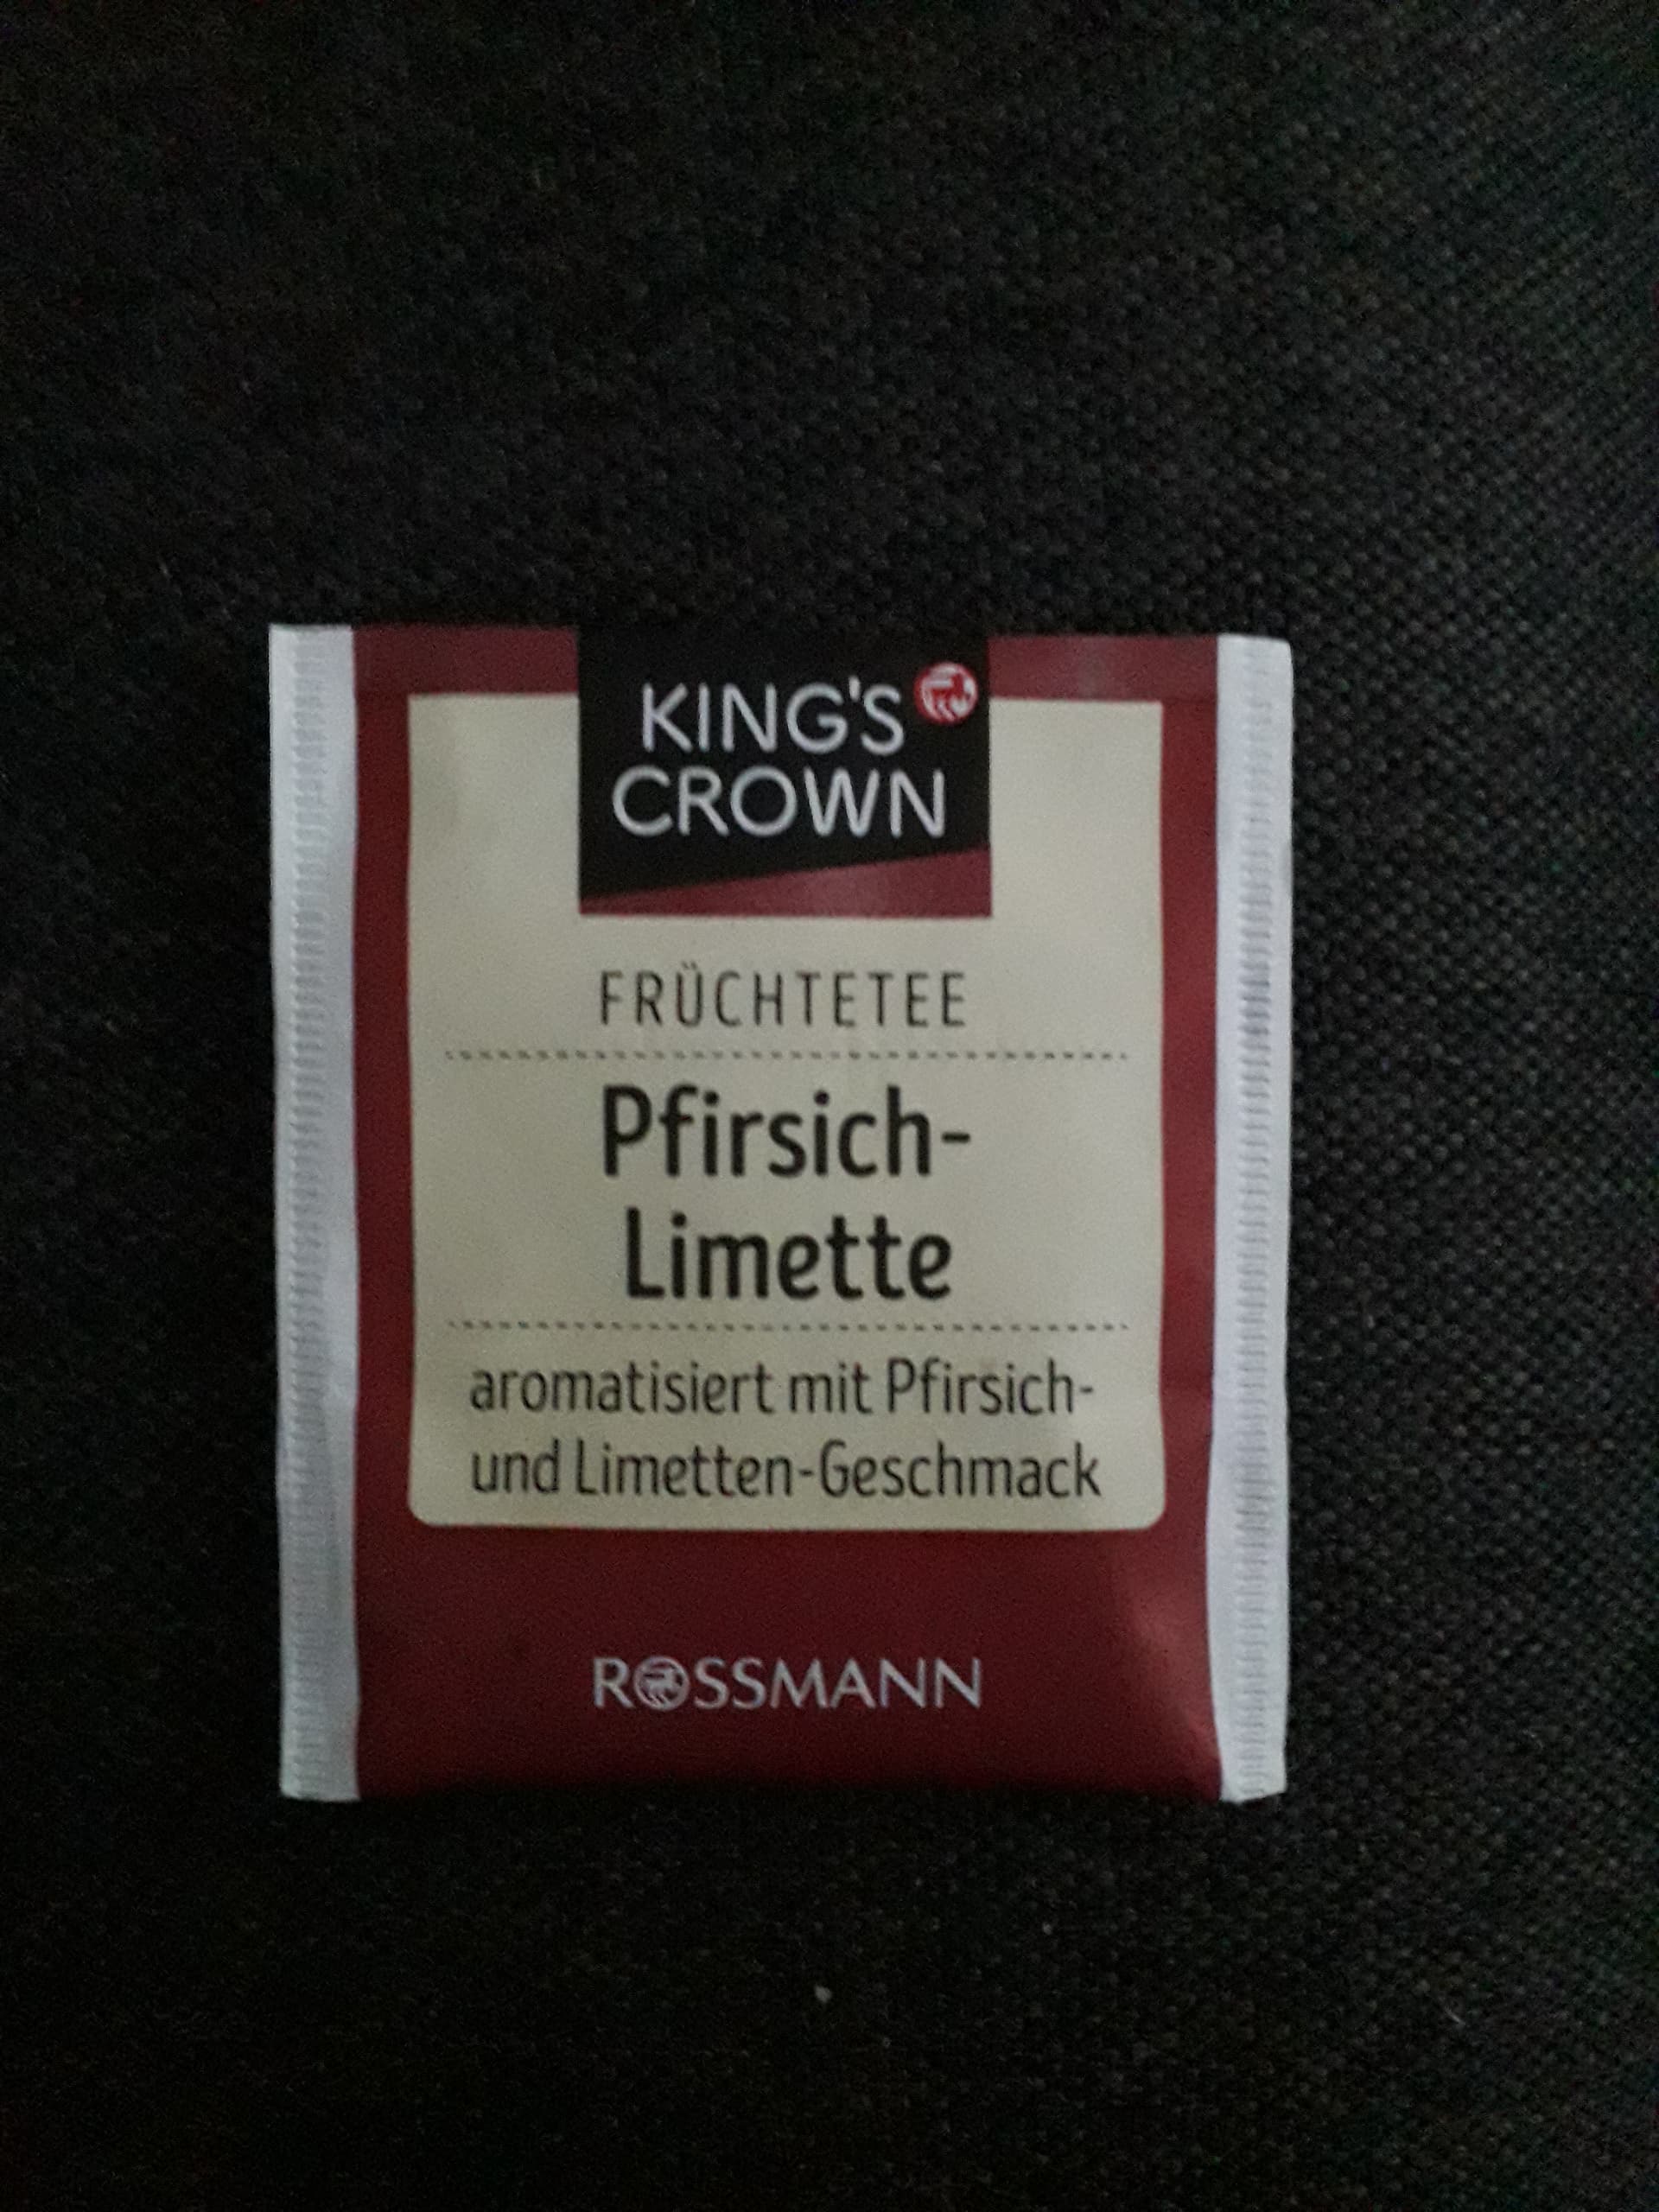 KING'S
CROWN
FRÜCHTETEE
Pfirsich-
Limette
aromatisiert mit Pfirsich-
und Limetten-Geschmack
ROSSMANN